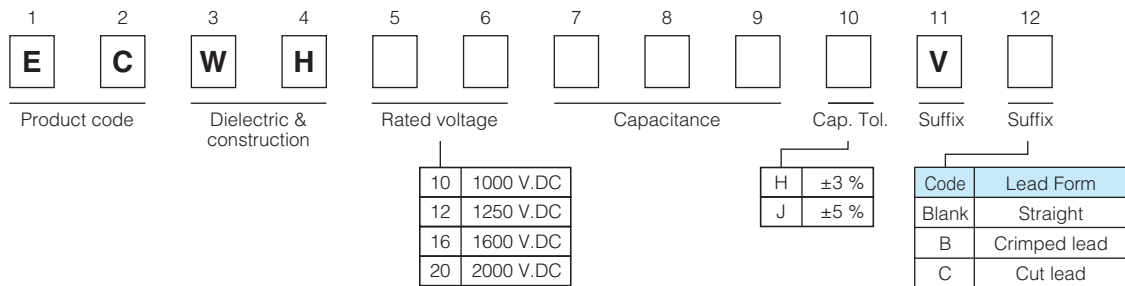 1 2 3 4 5 6 7 8 9 10 11 12
E C W H V
Product code Dielectric & Rated voltage Capacitance Cap. Tol. Suffix Suffix
construction
10 1000 V.DC
12 1250 V.DC
16 1600 V.DC
20 2000 V.DC
H ±3 %
J ±5 %
Code Lead Form
Blank Straight
B Crimped lead
C Cut lead